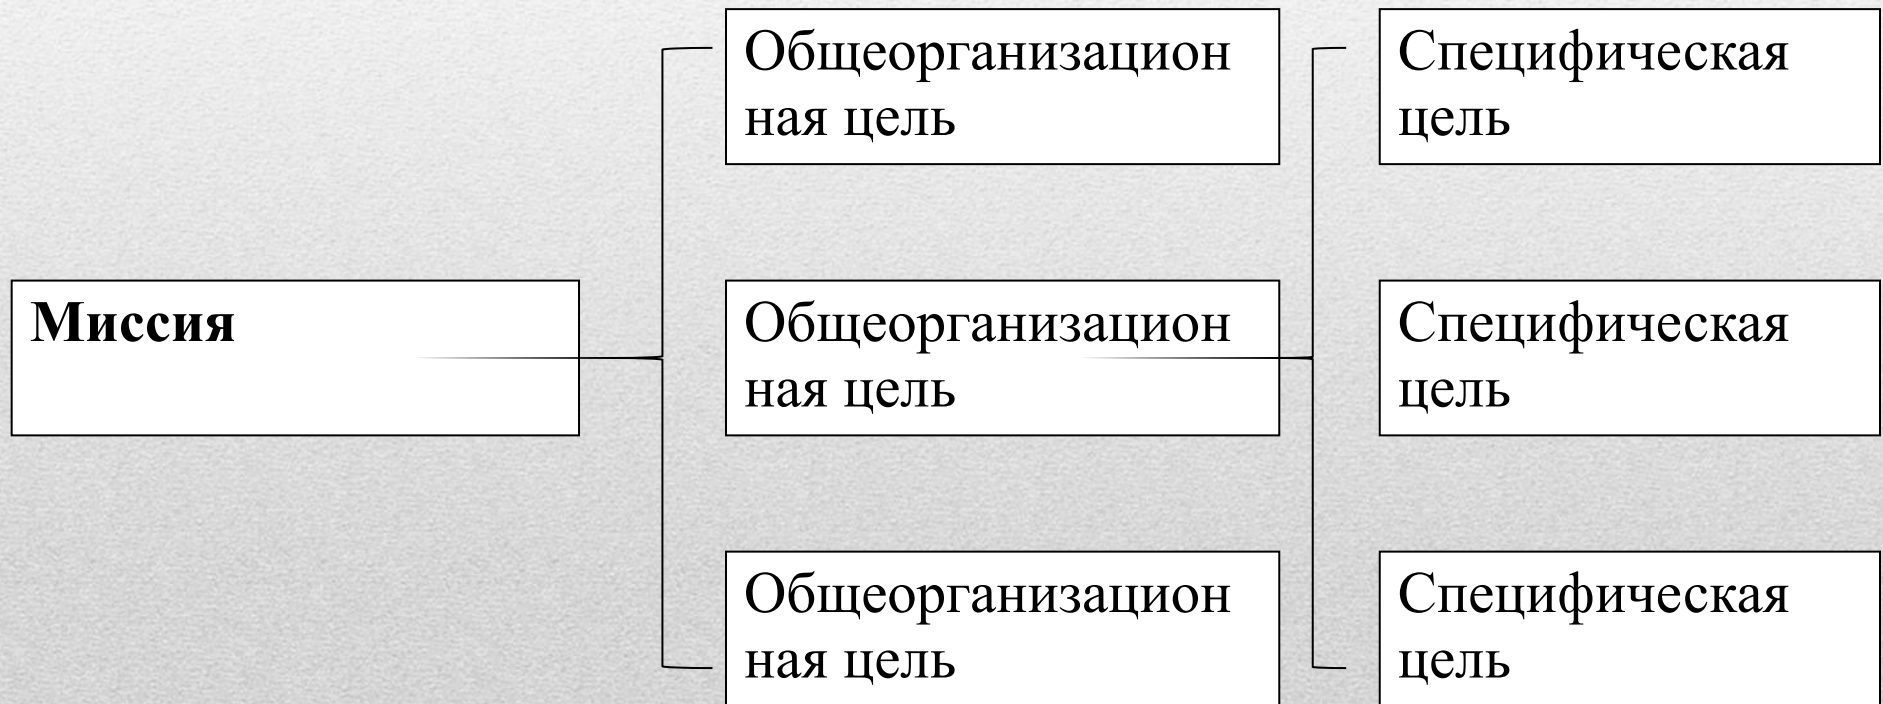 Общеорганизацион
ная цель
Специфическая
цель
Миссия
Общеорганизацион
ная цель
Специфическая
цель
Общеорганизацион
ная цель
Специфическая
цель